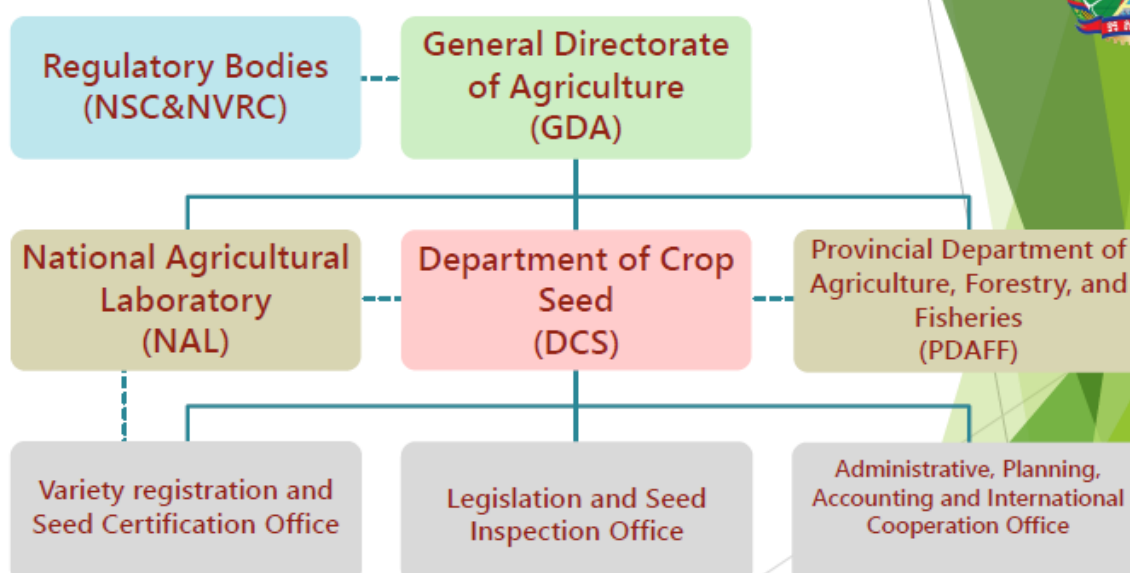 Regulatory Bodies
(NSC&NVRC)
General Directorate
of Agriculture
(GDA)
National Agricultural
Laboratory
(NAL)
Department of Crop
Seed
(DCS)
Provincial Department of
Agriculture, Forestry, and
Fisheries
(PDAFF)
Variety registration and
Seed Certification Office
Legislation and Seed
Inspection Office
Administrative, Planning,
Accounting and International
Cooperation Office